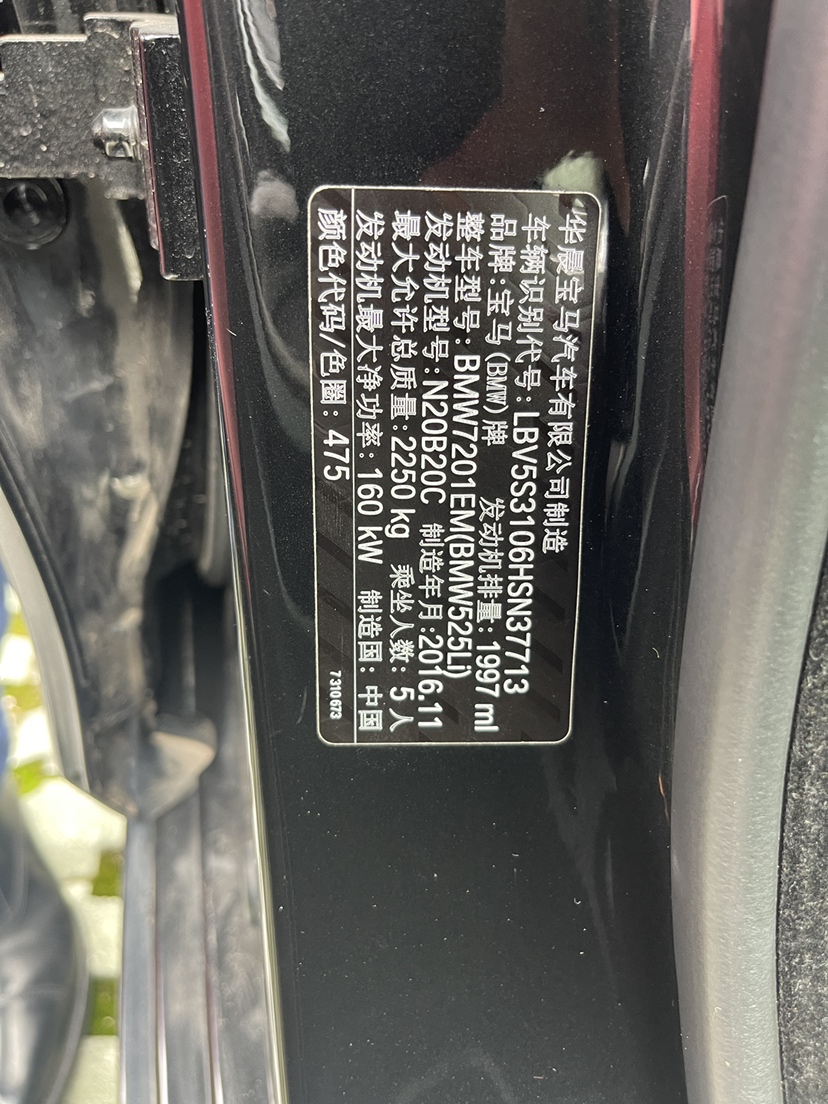 华晨宝马汽车有限公司制造
车辆识别代号：LBV5S3106HSN37713
品牌：宝马(BMW)牌 发动机排量：1997 ml
整车型号：BMW7201EM(BMW525Li)
发动机型号：N20B20C 制造年月：2016.11
最大允许总质量：2250 kg 乘坐人数：5人
发动机最大净功率：160 kW 制造国：中国
颜色代码/色圈：475
7310673